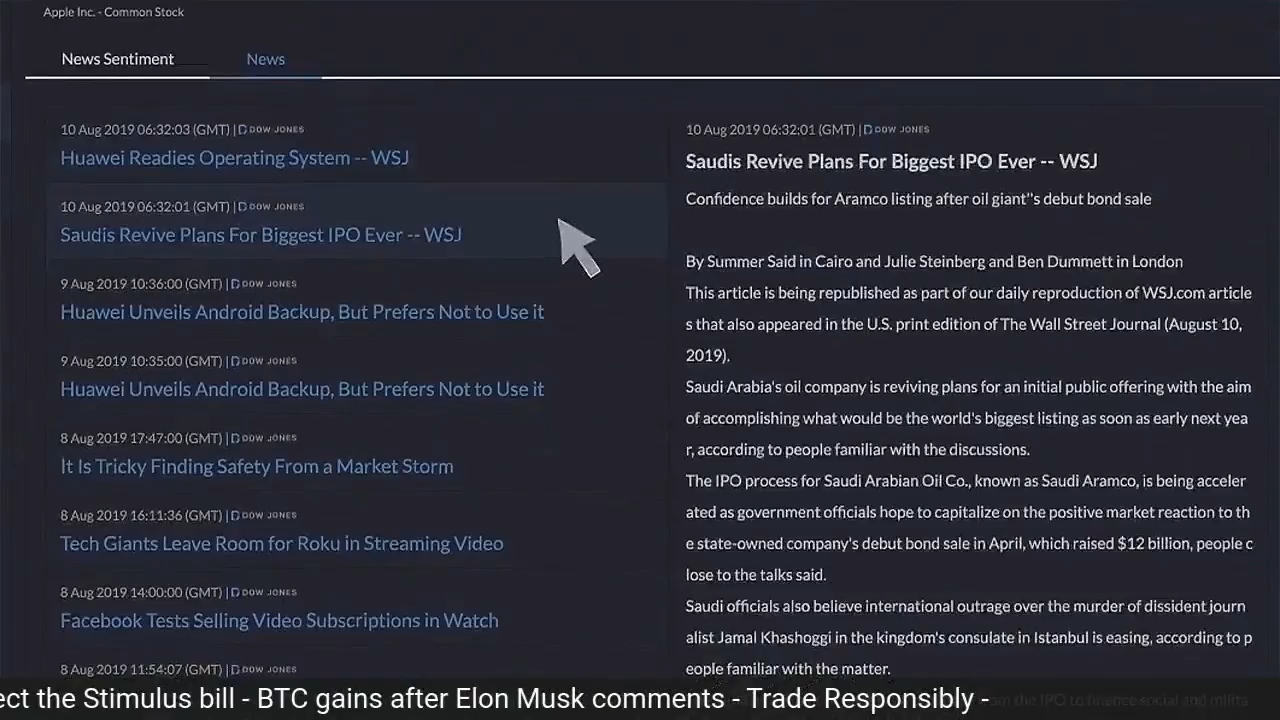 Apple Inc. - Common Stock
News Sentiment
News
10 Aug 2019 06:32:03 (GMT) | DOW JONES
Huawei Readies Operating System -- WSJ
10 Aug 2019 06:32:01 (GMT) | DOW JONES
Saudis Revive Plans For Biggest IPO Ever -- WSJ
9 Aug 2019 10:36:00 (GMT) | DOW JONES
Huawei Unveils Android Backup, But Prefers Not to Use it
9 Aug 2019 10:35:00 (GMT) | DOW JONES
Huawei Unveils Android Backup, But Prefers Not to Use it
8 Aug 2019 17:47:00 (GMT) | DOW JONES
It Is Tricky Finding Safety From a Market Storm
8 Aug 2019 16:11:36 (GMT) | DOW JONES
Tech Giants Leave Room for Roku in Streaming Video
8 Aug 2019 14:00:00 (GMT) | DOW JONES
Facebook Tests Selling Video Subscriptions in Watch
8 Aug 2019 11:54:07 (GMT) | DOW JONES
10 Aug 2019 06:32:01 (GMT) | DOW JONES
Saudis Revive Plans For Biggest IPO Ever -- WSJ
Confidence builds for Aramco listing after oil giant"s debut bond sale
By Summer Said in Cairo and Julie Steinberg and Ben Dummett in London
This article is being republished as part of our daily reproduction of WSJ.com article
s that also appeared in the U.S. print edition of The Wall Street Journal (August 10,
2019).
Saudi Arabia's oil company is reviving plans for an initial public offering with the aim
of accomplishing what would be the world's biggest listing as soon as early next yea
r, according to people familiar with the discussions.
The IPO process for Saudi Arabian Oil Co., known as Saudi Aramco, is being acceler
ated as government officials hope to capitalize on the positive market reaction to th
e state-owned company's debut bond sale in April, which raised $12 billion, people c
lose to the talks said.
Saudi officials also believe international outrage over the murder of dissident journ
alist Jamal Khashoggi in the kingdom's consulate in Istanbul is easing, according to p
eople familiar with the matter.
from the IPO to finance social and milita
ect the Stimulus bill - BTC gains after Elon Musk comments - Trade Responsibly -